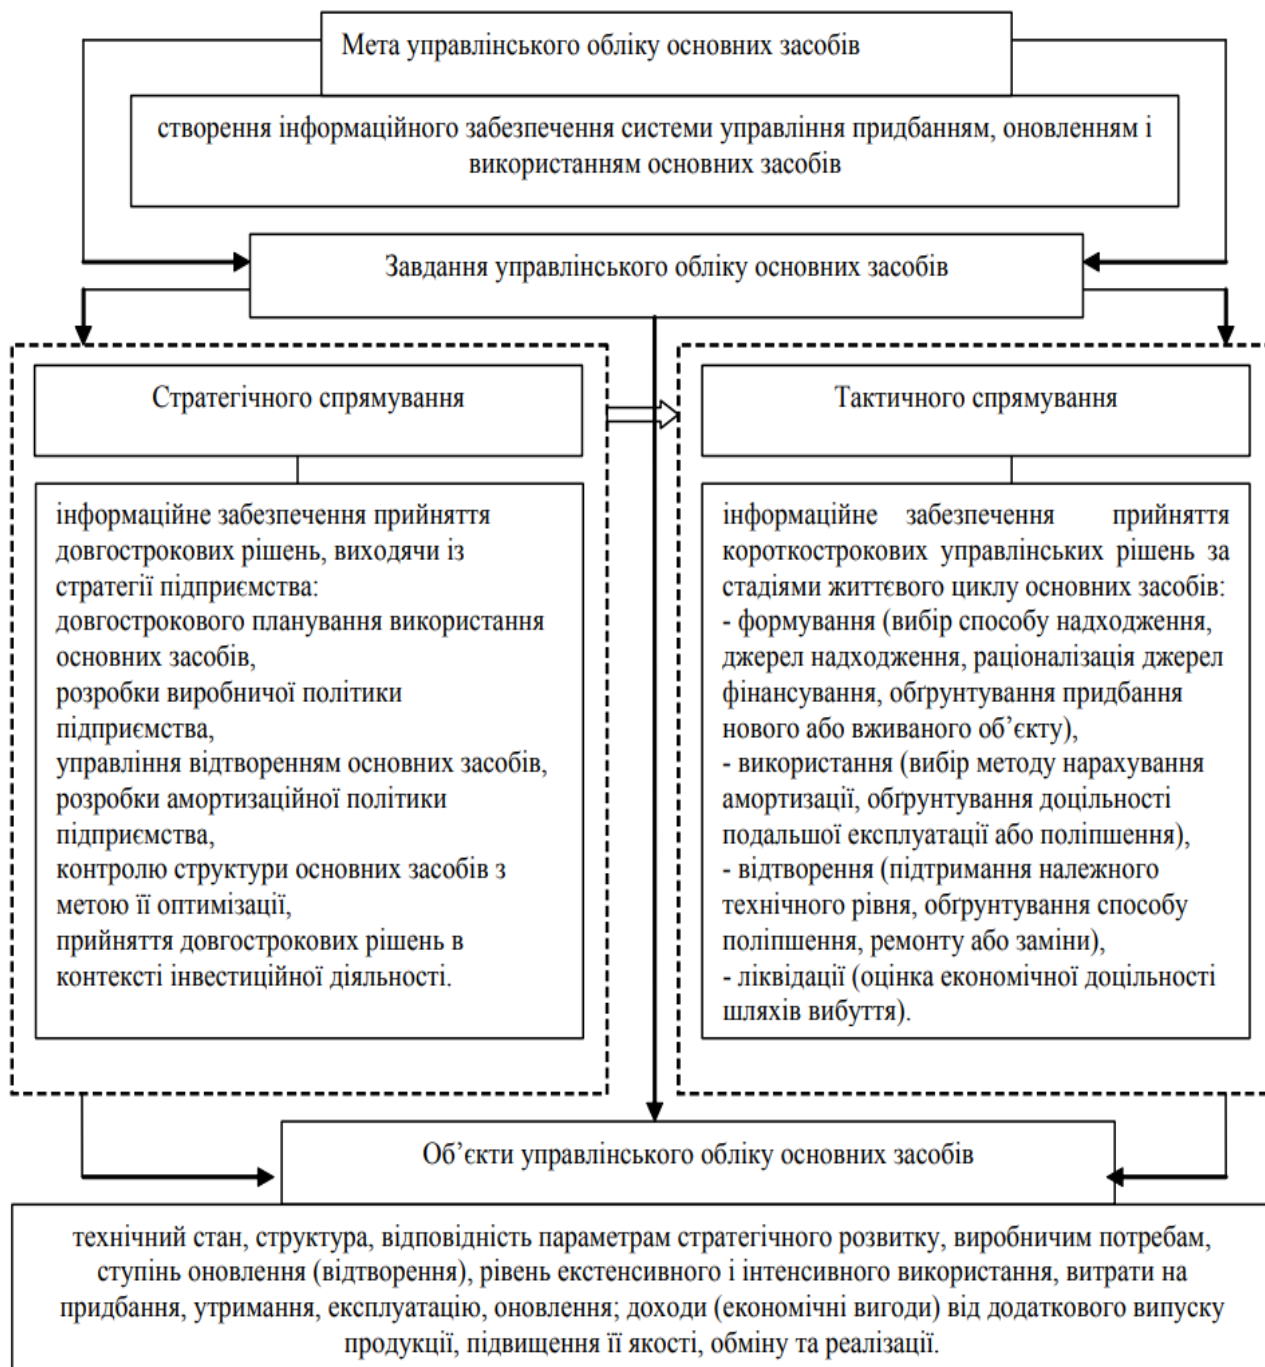 Мета управлінського обліку основних засобів
створення інформаційного забезпечення системи управління придбанням, оновленням і
використанням основних засобів
Завдання управлінського обліку основних засобів
Стратегічного спрямування
інформаційне забезпечення прийняття
довгострокових рішень, виходячи із
стратегії підприємства:
довгострокового планування використання
основних засобів,
розробки виробничої політики
підприємства,
управління відтворенням основних засобів,
розробки амортизаційної політики
підприємства,
контролю структури основних засобів з
метою її оптимізації,
прийняття довгострокових рішень в
контексті інвестиційної діяльності.
Тактичного спрямування
інформаційне забезпечення прийняття
короткострокових управлінських рішень за
стадіями життєвого циклу основних засобів:
- формування (вибір способу надходження,
джерел надходження, раціоналізація джерел
фінансування, обґрунтування придбання
нового або вживаного об’єкту),
- використання (вибір методу нарахування
амортизації, обґрунтування доцільності
подальшої експлуатації або поліпшення),
- відтворення (підтримання належного
технічного рівня, обґрунтування способу
поліпшення, ремонту або заміни),
- ліквідації (оцінка економічної доцільності
шляхів вибуття).
Об’єкти управлінського обліку основних засобів
технічний стан, структура, відповідність параметрам стратегічного розвитку, виробничим потребам,
ступінь оновлення (відтворення), рівень екстенсивного і інтенсивного використання, витрати на
придбання, утримання, експлуатацію, оновлення; доходи (економічні вигоди) від додаткового випуску
продукції, підвищення її якості, обміну та реалізації.